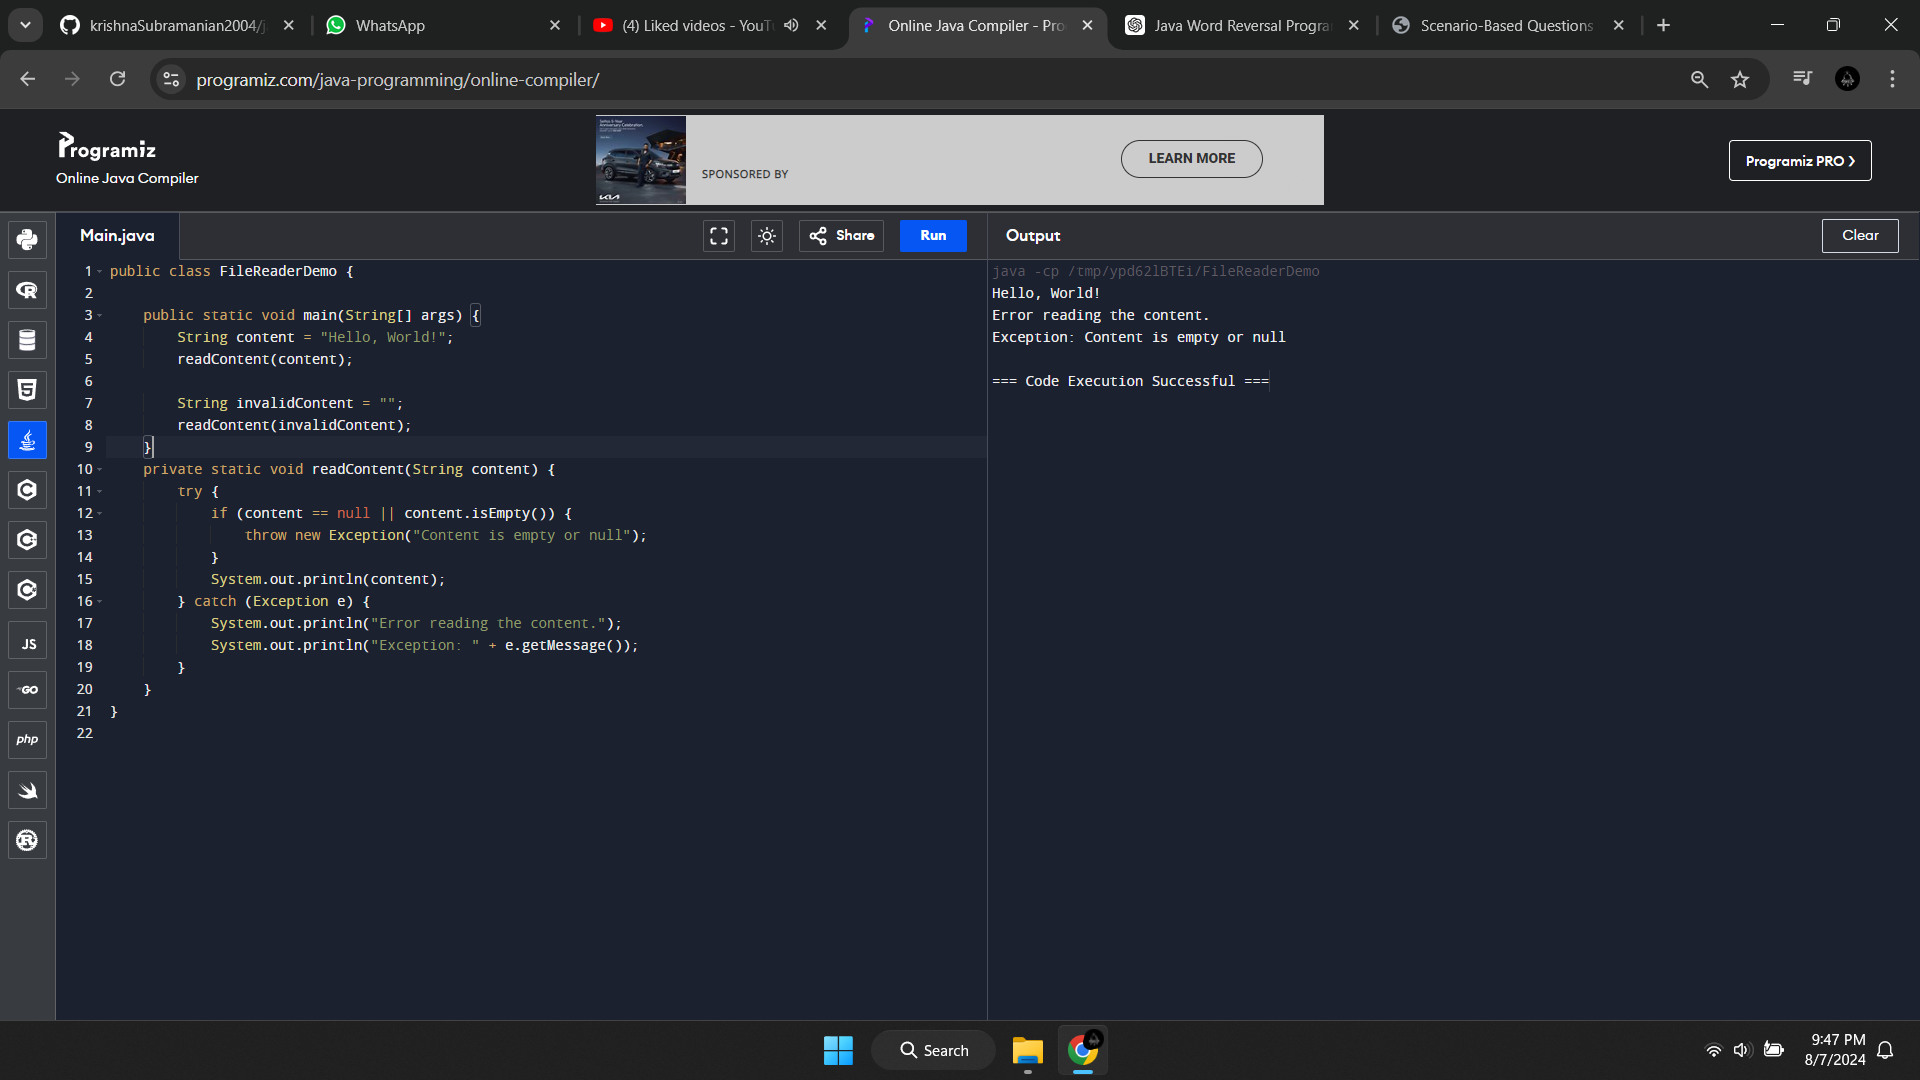 krishnaSubramanian2004/j
WhatsApp
(4) Liked videos - YouTu
Online Java Compiler - Pro
Java Word Reversal Progra
Scenario-Based Questions
programiz.com/java-programming/online-compiler/
Programiz
Online Java Compiler
SPONSORED BY
LEARN MORE
Programiz PRO >
Main.java
Share
Run
Output
Clear
1 public class FileReaderDemo {
2
3     public static void main(String[] args) {
4         String content = "Hello, World!";
5         readContent(content);
6
7         String invalidContent = "";
8         readContent(invalidContent);
9     }
10     private static void readContent(String content) {
11         try {
12             if (content == null || content.isEmpty()) {
13                 throw new Exception("Content is empty or null");
14             }
15             System.out.println(content);
16         } catch (Exception e) {
17             System.out.println("Error reading the content.");
18             System.out.println("Exception: " + e.getMessage());
19         }
20     }
21 }
22
java -cp /tmp/ypd62lBTEi/FileReaderDemo
Hello, World!
Error reading the content.
Exception: Content is empty or null
=== Code Execution Successful ===
JS
GO
php
Search
9:47 PM
8/7/2024